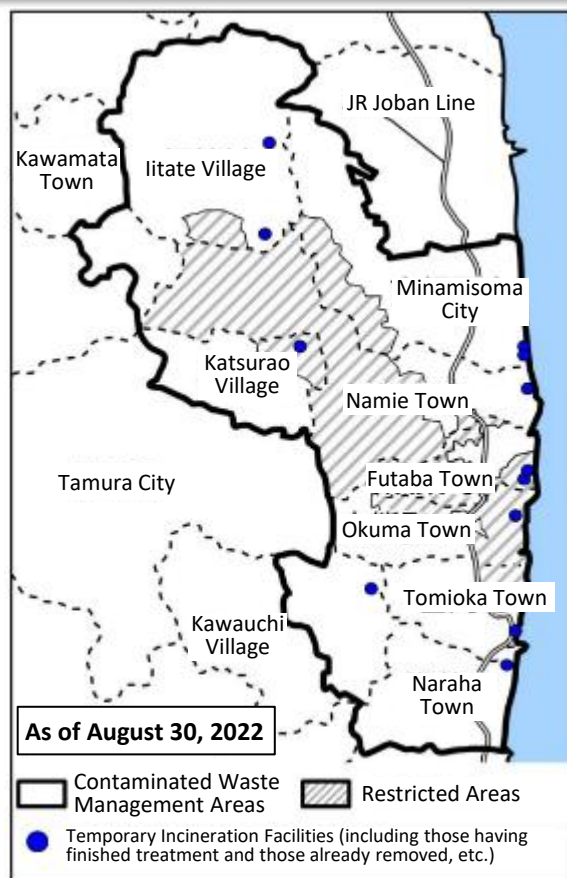 JR Joban Line
Kawamata
Town
Iitate Village
Minamisoma
City
Katsurao
Village
Namie Town
Tamura City
Futaba Town
Okuma Town
Tomioka Town
Kawauchi
Village
Naraha
Town
As of August 30, 2022
Contaminated Waste
Management Areas
Restricted Areas
Temporary Incineration Facilities (including those having
finished treatment and those already removed, etc.)